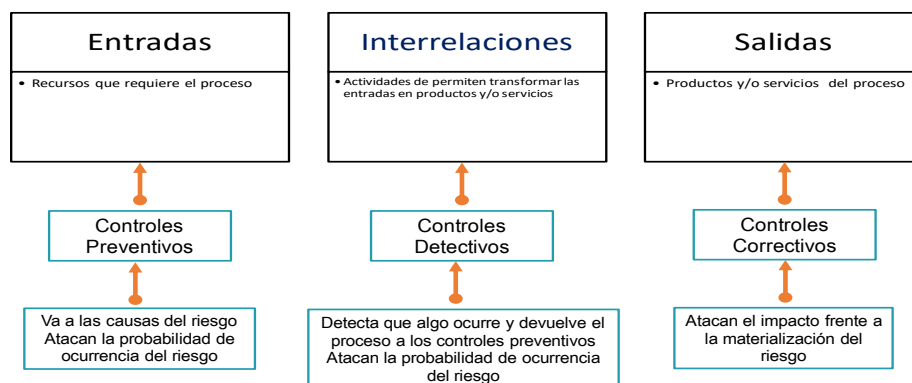 Entradas
• Recursos que requiere el proceso
Interrelaciones
• Actividades de permiten transformar las
entradas en productos y/o servicios
Salidas
• Productos y/o servicios del proceso
Controles
Preventivos
Controles
Detectivos
Controles
Correctivos
Va a las causas del riesgo
Atacan la probabilidad de
ocurrencia del riesgo
Detecta que algo ocurre y devuelve el
proceso a los controles preventivos
Atacan la probabilidad de ocurrencia
del riesgo
Atacan el impacto frente a
la materialización del
riesgo